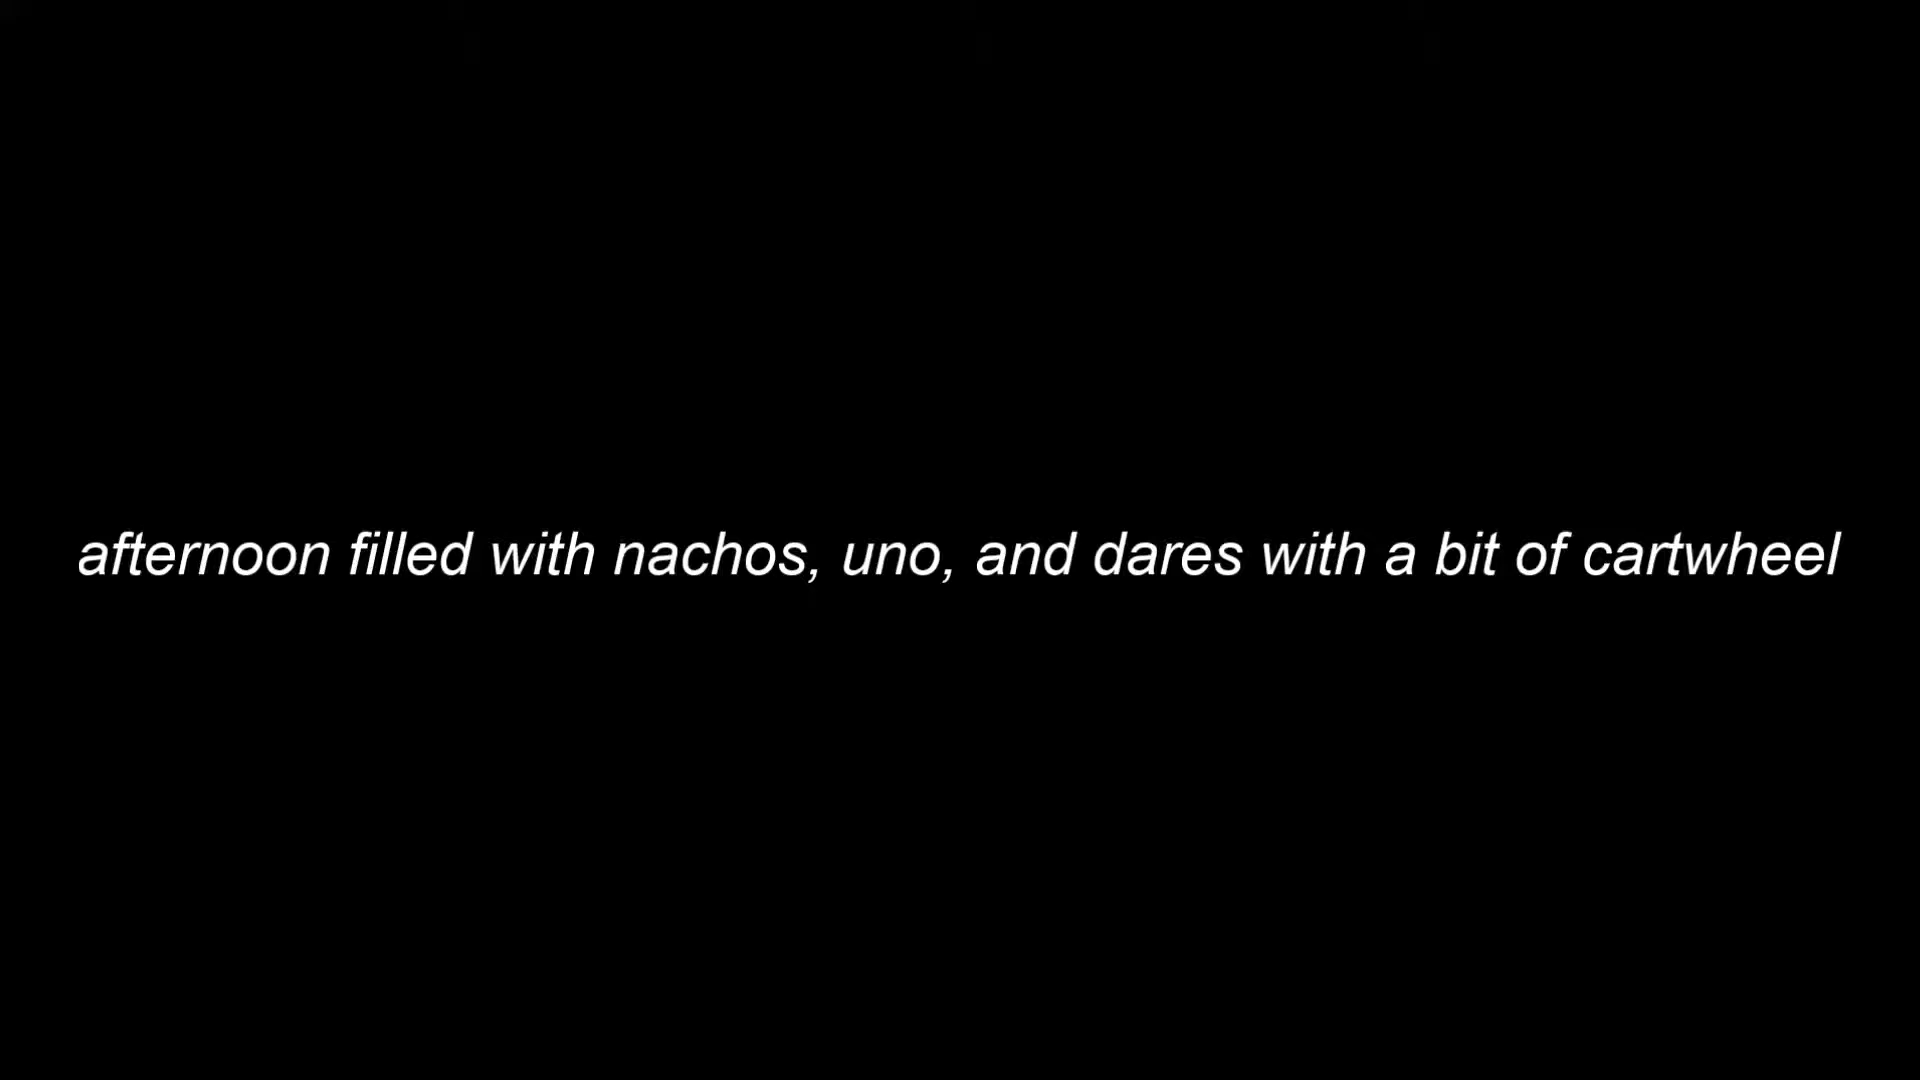 afternoon filled with nachos, uno, and dares with a bit of cartwheel